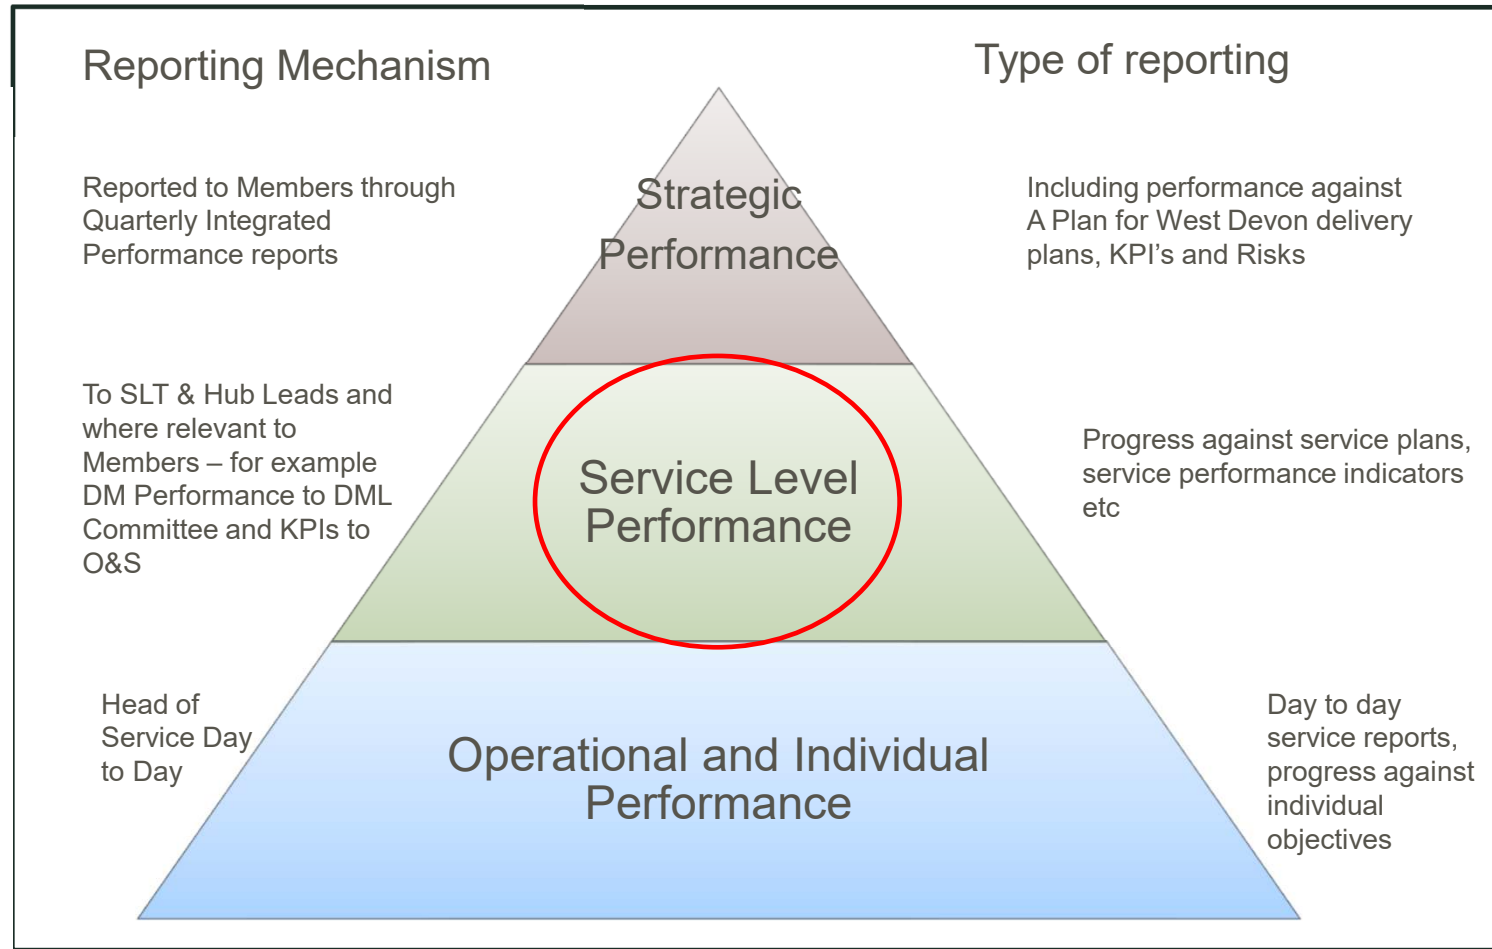 Reporting Mechanism
Type of reporting
Reported to Members through
Quarterly Integrated
Performance reports
Strategic
Performance
Including performance against
A Plan for West Devon delivery
plans, KPI’s and Risks
To SLT & Hub Leads and
where relevant to
Members – for example
DM Performance to DML
Committee and KPIs to
O&S
Service Level
Performance
Progress against service plans,
service performance indicators
etc
Head of
Service Day
to Day
Operational and Individual
Performance
Day to day
service reports,
progress against
individual
objectives